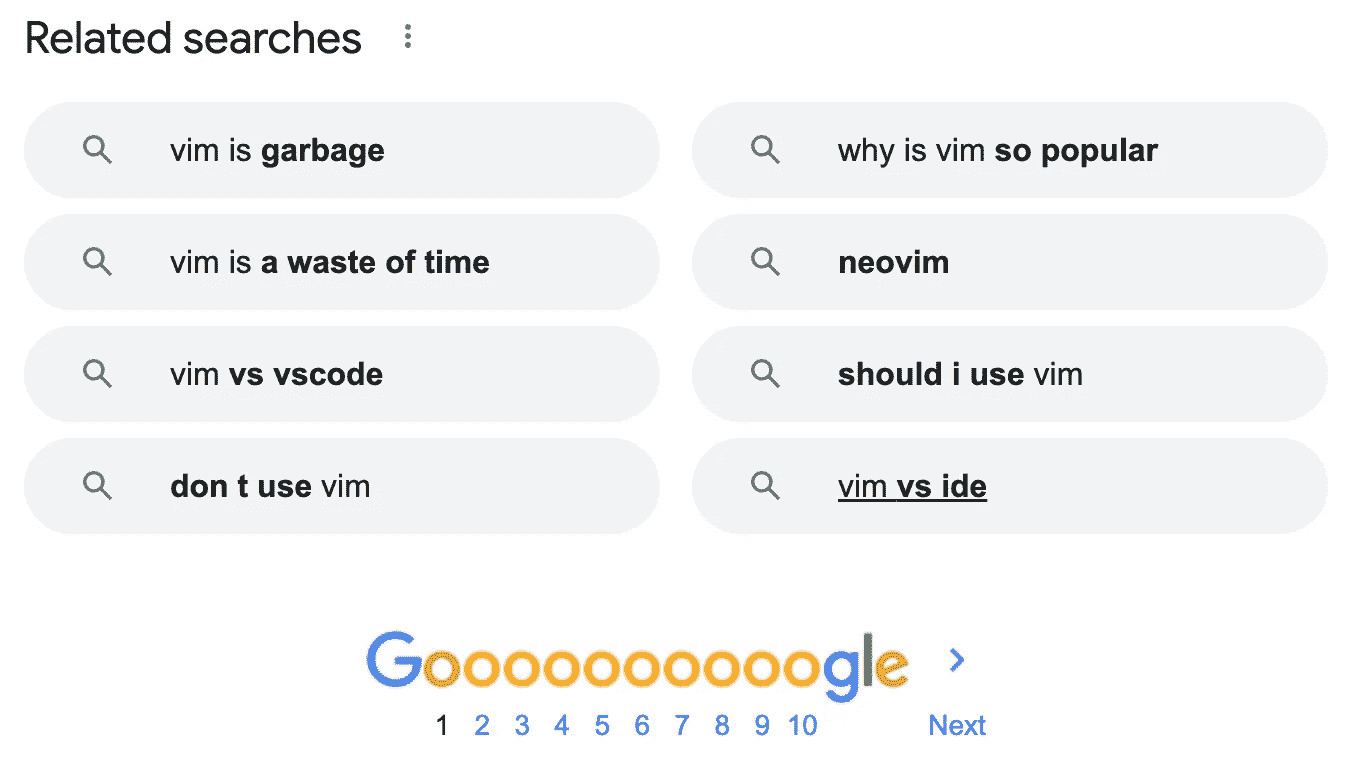 Related searches
vim is garbage
why is vim so popular
vim is a waste of time
neovim
vim vs vscode
should i use vim
don t use vim
vim vs ide
Goooooooooogle
1 2 3 4 5 6 7 8 9 10 Next